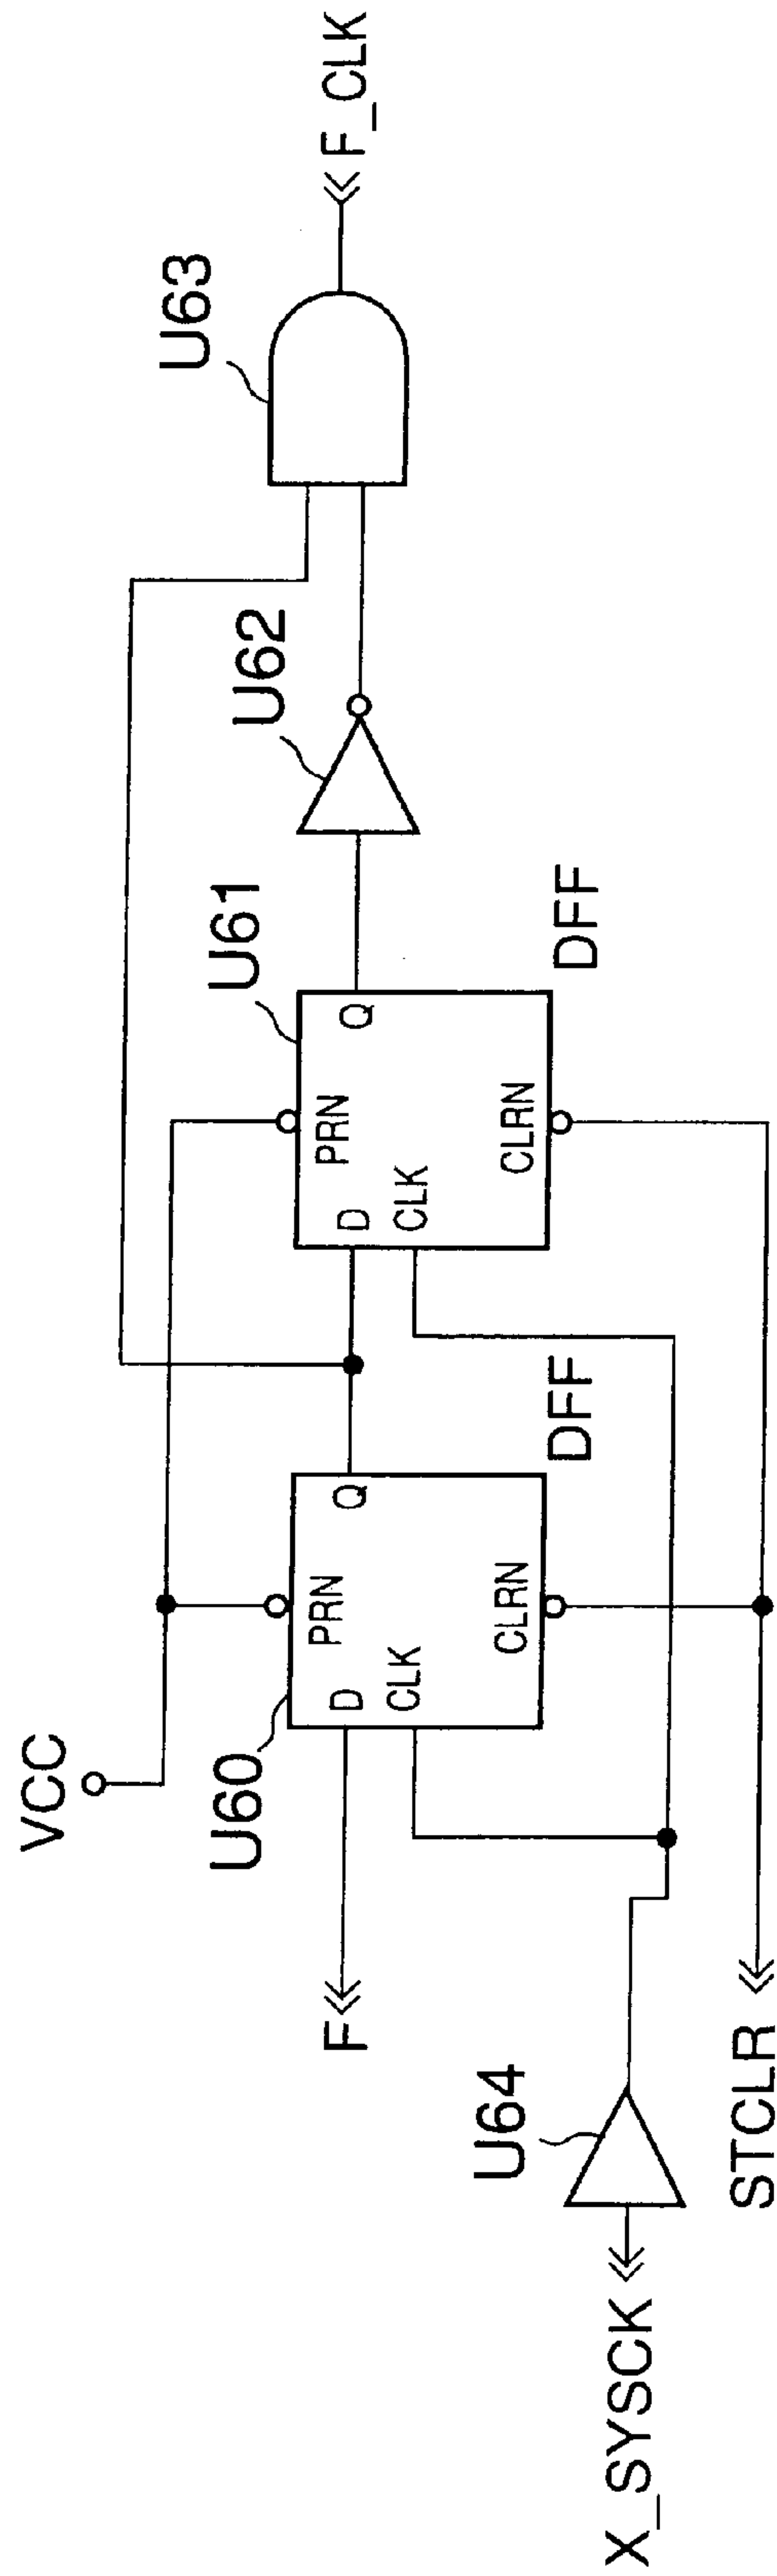 VCC
F
U60
D
PRN
CLK
CLRN
Q
DFF
U61
D
PRN
CLK
CLRN
Q
DFF
U62
U63
F_CLK
U64
X_SYSCK
STCLR